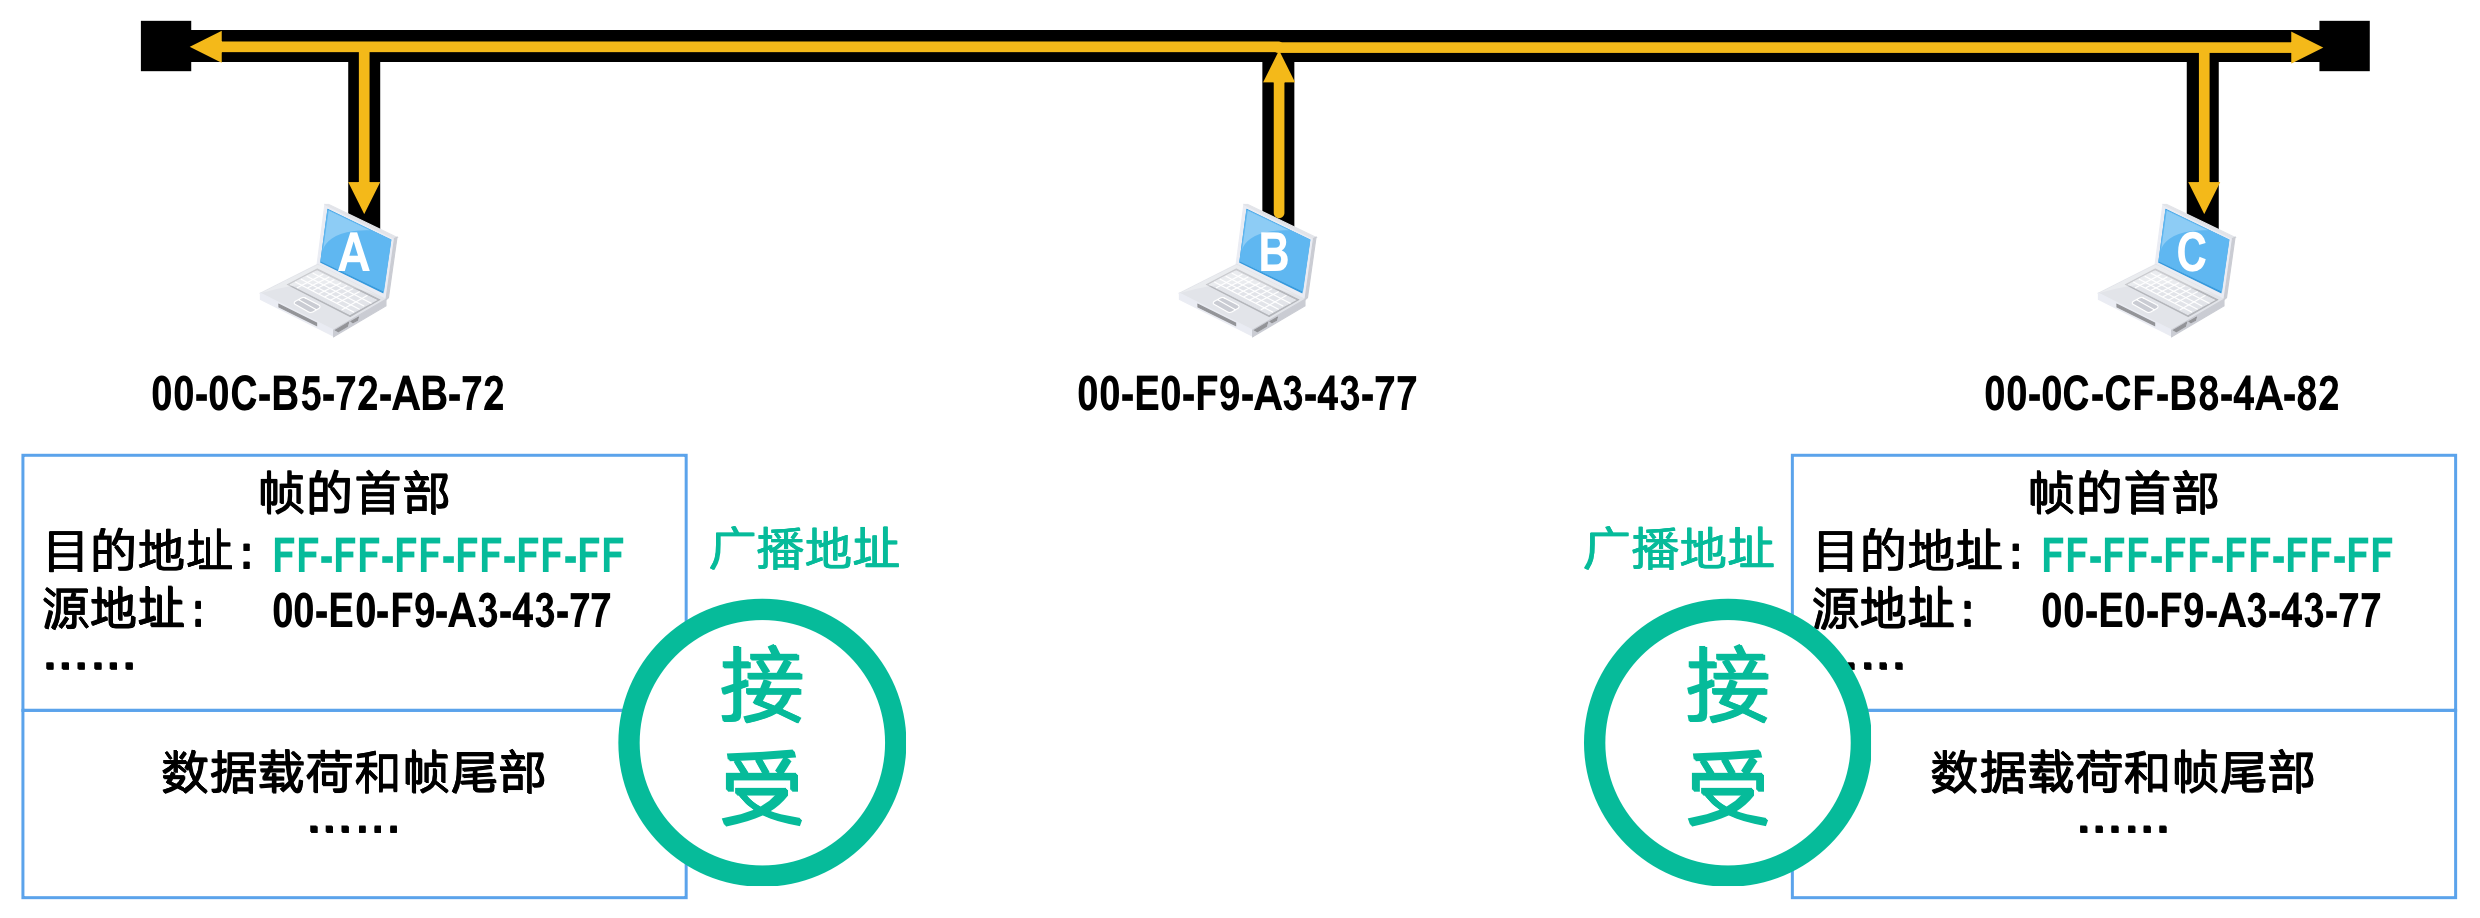 A
B
C
00-0C-B5-72-AB-72
00-E0-F9-A3-43-77
00-0C-CF-B8-4A-82
帧的首部
目的地址: FF-FF-FF-FF-FF-FF
源地址: 00-E0-F9-A3-43-77
……
数据载荷和帧尾部
……
广播地址
接
受
广播地址
接
受
帧的首部
目的地址: FF-FF-FF-FF-FF-FF
源地址: 00-E0-F9-A3-43-77
……
数据载荷和帧尾部
……